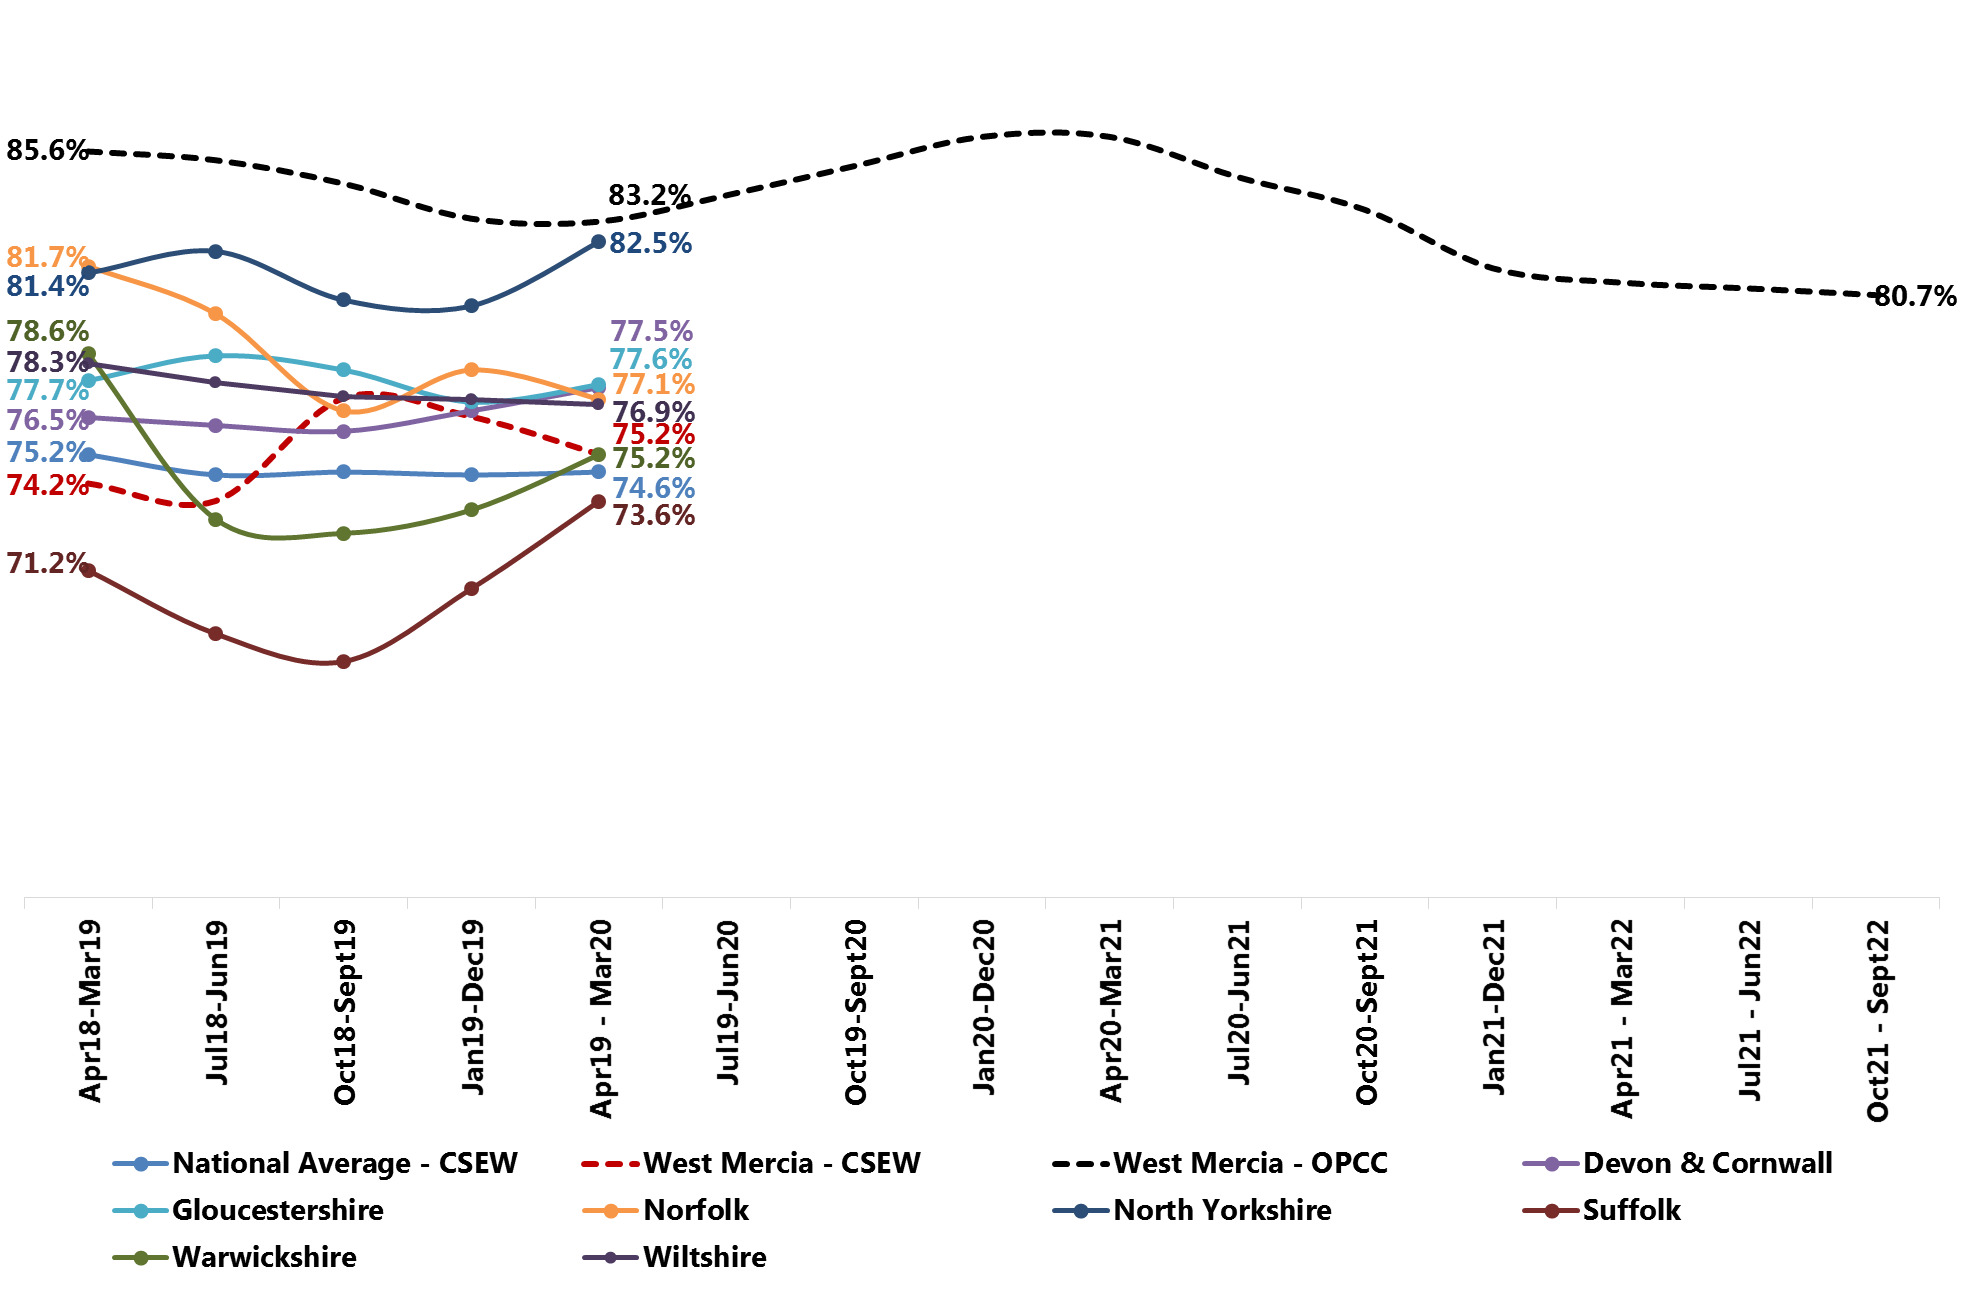 85.6%
83.2%
82.5%
81.7%
81.4%
80.7%
78.6%
77.5%
78.3%
77.6%
77.7%
77.1%
76.5%
76.9%
75.2%
75.2%
75.2%
74.2%
74.6%
73.6%
71.2%
Apr18-Mar19
Jul18-Jun19
Oct18-Sept19
Jan19-Dec19
Apr19 - Mar20
Jul19-Jun20
Oct19-Sept20
Jan20-Dec20
Apr20-Mar21
Jul20-Jun21
Oct20-Sept21
Jan21-Dec21
Apr21 - Mar22
Jul21 - Jun22
Oct21 - Sept22
National Average - CSEW
West Mercia - CSEW
West Mercia - OPCC
Devon & Cornwall
Gloucestershire
Norfolk
North Yorkshire
Suffolk
Warwickshire
Wiltshire